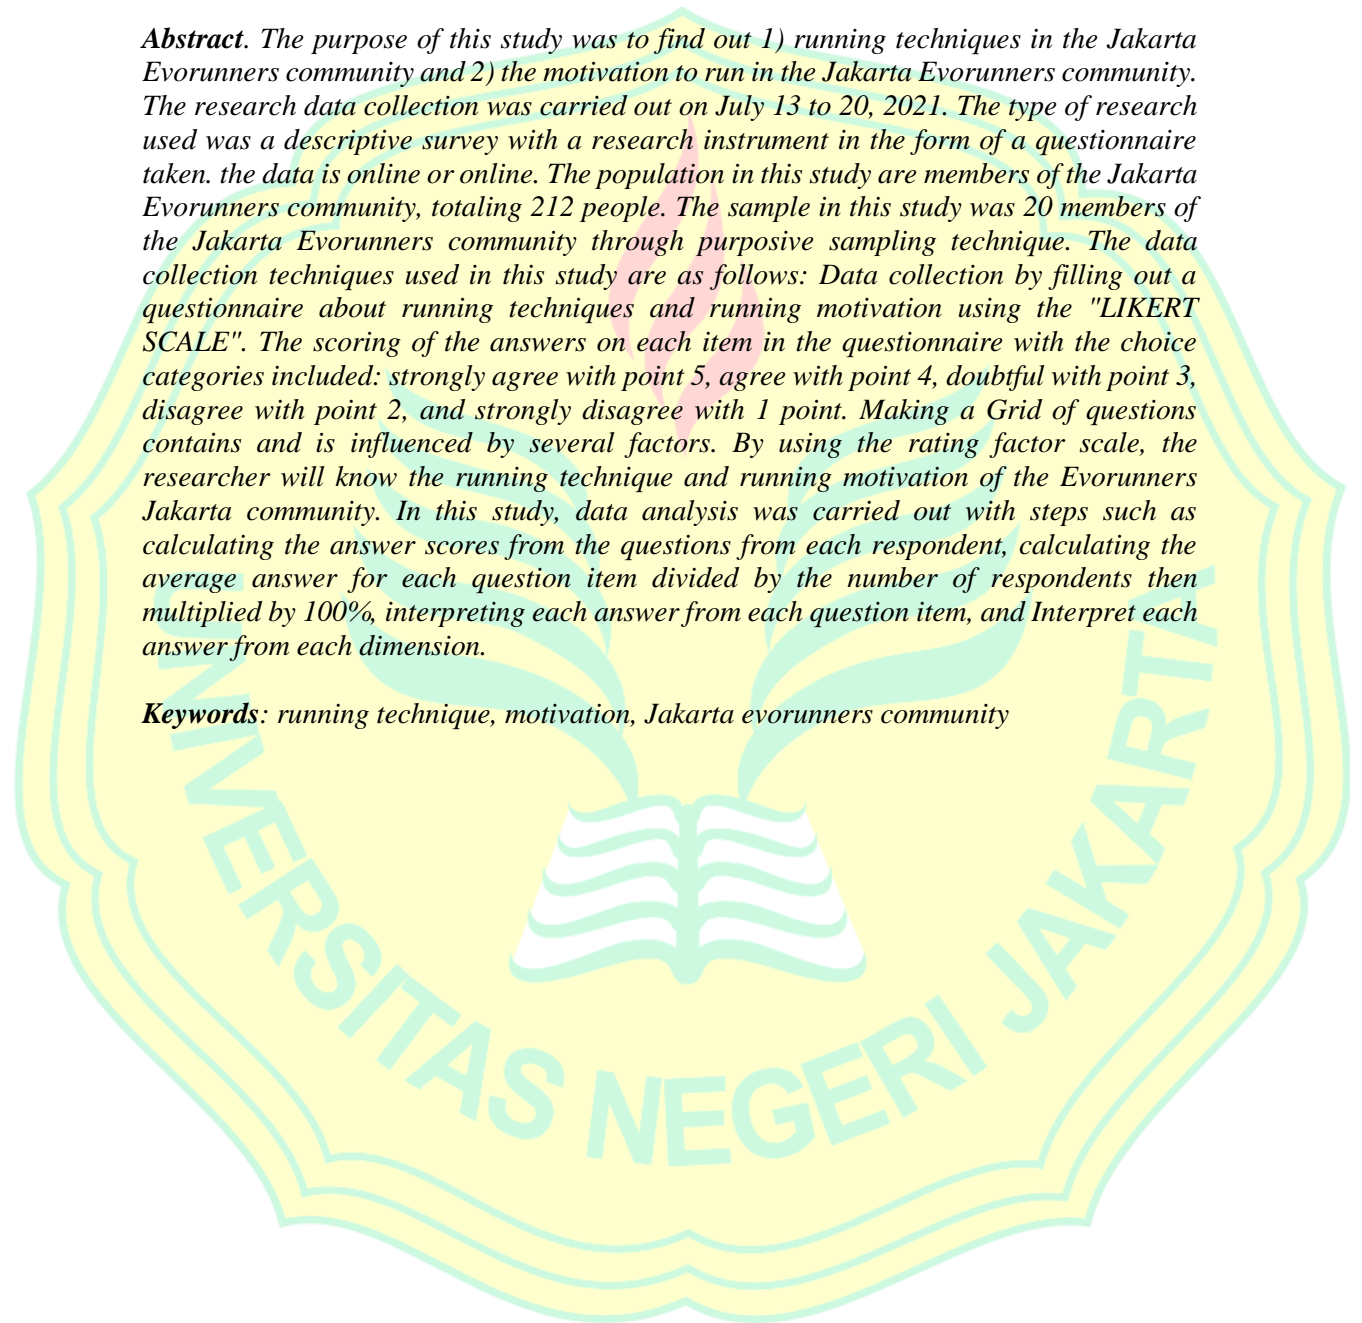 Abstract. The purpose of this study was to find out 1) running techniques in the Jakarta
Evorunners community and 2) the motivation to run in the Jakarta Evorunners community.
The research data collection was carried out on July 13 to 20, 2021. The type of research
used was a descriptive survey with a research instrument in the form of a questionnaire
taken. the data is online or online. The population in this study are members of the Jakarta
Evorunners community, totaling 212 people. The sample in this study was 20 members of
the Jakarta Evorunners community through purposive sampling technique. The data
collection techniques used in this study are as follows: Data collection by filling out a
questionnaire about running techniques and running motivation using the "LIKERT
SCALE". The scoring of the answers on each item in the questionnaire with the choice
categories included: strongly agree with point 5, agree with point 4, doubtful with point 3,
disagree with point 2, and strongly disagree with 1 point. Making a Grid of questions
contains and is influenced by several factors. By using the rating factor scale, the
researcher will know the running technique and running motivation of the Evorunners
Jakarta community. In this study, data analysis was carried out with steps such as
calculating the answer scores from the questions from each respondent, calculating the
average answer for each question item divided by the number of respondents then
multiplied by 100%, interpreting each answer from each question item, and Interpret each
answer from each dimension.
Keywords: running technique, motivation, Jakarta evorunners community
UNIVERSITAS NEGERI JAKARTA